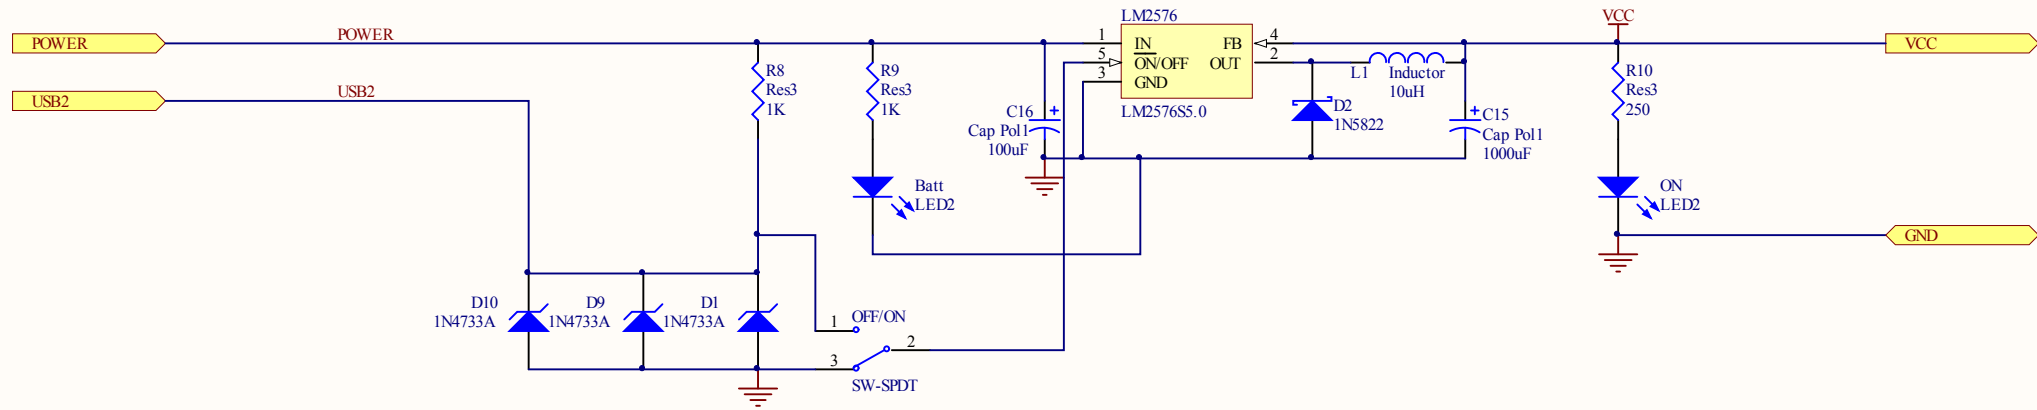 POWER
POWER
USB2
USB2
R8
Res3
1K
R9
Res3
1K
Batt
LED2
C16
Cap Pol1
100uF
LM2576
1
5
3
IN
ON/OFF
GND
FB
OUT
4
2
LM2576S5.0
L1
Inductor
10uH
D2
1N5822
C15
Cap Pol1
1000uF
VCC
VCC
R10
Res3
250
ON
LED2
GND
D10
1N4733A
D9
1N4733A
D1
1N4733A
OFF/ON
1
2
3
SW-SPDT